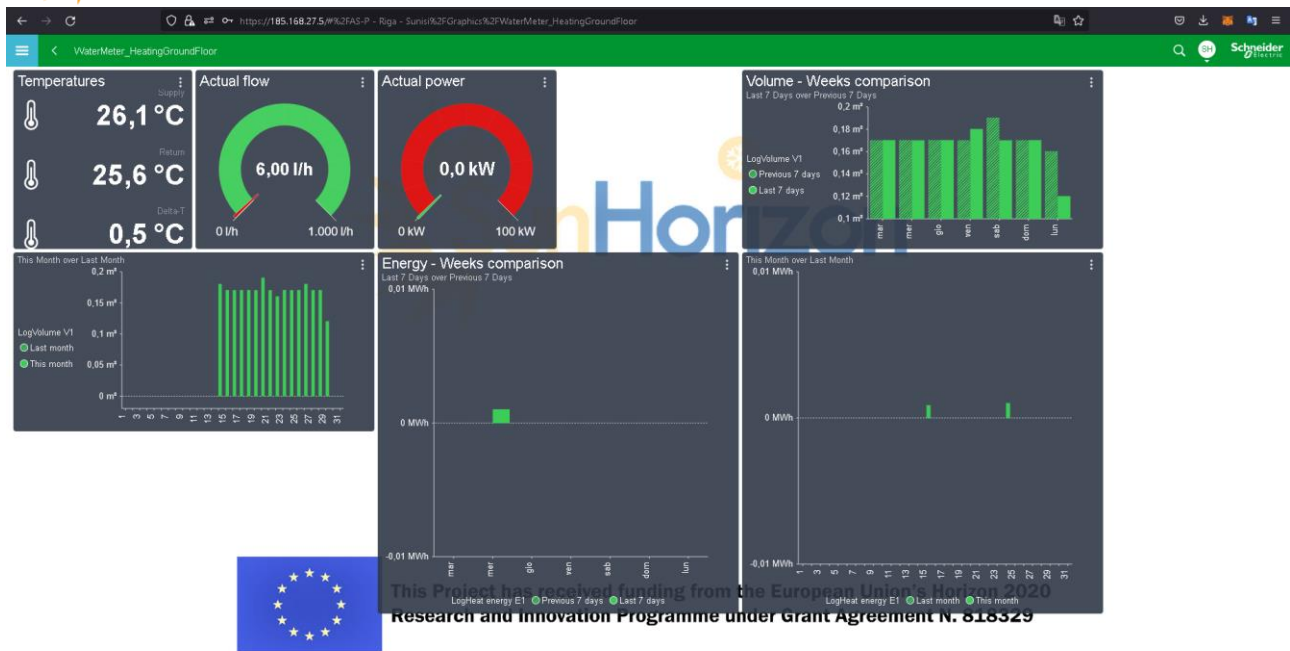 https://185.168.27.5/#%2FAS-P - Riga - Sunisi%2FGraphics%2FWaterMeter_HeatingGroundFloor
WaterMeter_HeatingGroundFloor
SH
Schneider
Electric
Temperatures
Supply
26,1 °C
Return
25,6 °C
Delta-T
0,5 °C
Actual flow
6,00 l/h
0 l/h
1.000 l/h
Actual power
0,0 kW
0 kW
100 kW
Volume - Weeks comparison
Last 7 Days over Previous 7 Days
0,2 m³
0,18 m³
0,16 m³
0,14 m³
0,12 m³
0,1 m³
LogVolume V1
Previous 7 days
Last 7 days
mar
mer
gio
ven
sab
dom
lun
SunHorizon
This Month over Last Month
0,2 m³
0,15 m³
0,1 m³
0,05 m³
0 m³
LogVolume V1
Last month
This month
1 3 5 7 9 11 13 15 17 19 21 23 25 27 29 31
Energy - Weeks comparison
Last 7 Days over Previous 7 Days
0,01 MWh
0 MWh
-0,01 MWh
mar
mer
gio
ven
sab
dom
lun
LogHeat energy E1 Previous 7 days Last 7 days
This Month over Last Month
0,01 MWh
0 MWh
-0,01 MWh
1 3 5 7 9 11 13 15 17 19 21 23 25 27 29 31
LogHeat energy E1 Last month This month
This Project has received funding from the European Union's Horizon 2020
Research and Innovation Programme under Grant Agreement N. 818329